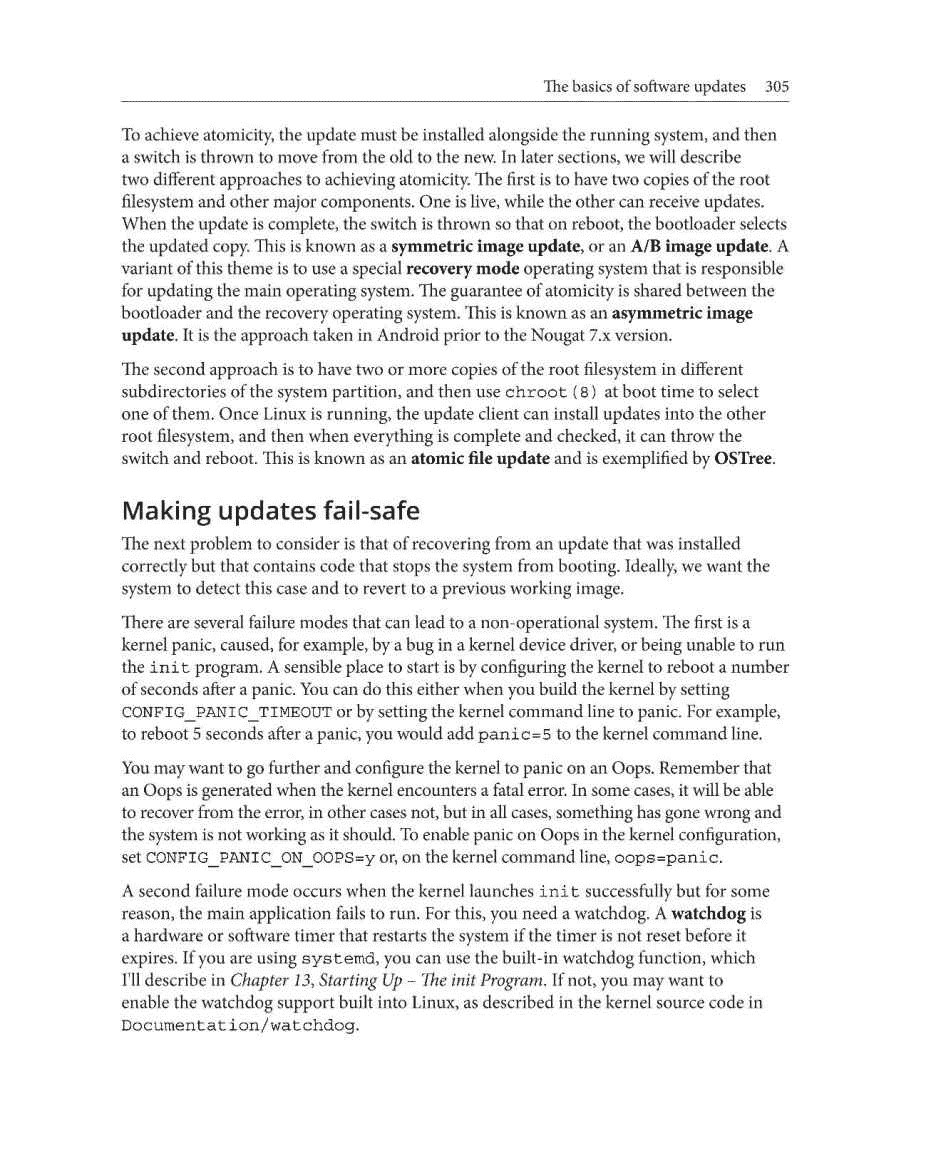 The basics of software updates 305
To achieve atomicity, the update must be installed alongside the running system, and then
a switch is thrown to move from the old to the new. In later sections, we will describe
two different approaches to achieving atomicity. The first is to have two copies of the root
filesystem and other major components. One is live, while the other can receive updates.
When the update is complete, the switch is thrown so that on reboot, the bootloader selects
the updated copy. This is known as a symmetric image update, or an A/B image update. A
variant of this theme is to use a special recovery mode operating system that is responsible
for updating the main operating system. The guarantee of atomicity is shared between the
bootloader and the recovery operating system. This is known as an asymmetric image
update. It is the approach taken in Android prior to the Nougat 7.x version.
The second approach is to have two or more copies of the root filesystem in different
subdirectories of the system partition, and then use chroot(8) at boot time to select
one of them. Once Linux is running, the update client can install updates into the other
root filesystem, and then when everything is complete and checked, it can throw the
switch and reboot. This is known as an atomic file update and is exemplified by OSTree.
Making updates fail-safe
The next problem to consider is that of recovering from an update that was installed
correctly but that contains code that stops the system from booting. Ideally, we want the
system to detect this case and to revert to a previous working image.
There are several failure modes that can lead to a non-operational system. The first is a
kernel panic, caused, for example, by a bug in a kernel device driver, or being unable to run
the init program. A sensible place to start is by configuring the kernel to reboot a number
of seconds after a panic. You can do this either when you build the kernel by setting
CONFIG_PANIC_TIMEOUT or by setting the kernel command line to panic. For example,
to reboot 5 seconds after a panic, you would add panic=5 to the kernel command line.
You may want to go further and configure the kernel to panic on an Oops. Remember that
an Oops is generated when the kernel encounters a fatal error. In some cases, it will be able
to recover from the error, in other cases not, but in all cases, something has gone wrong and
the system is not working as it should. To enable panic on Oops in the kernel configuration,
set CONFIG_PANIC_ON_OOPS=y or, on the kernel command line, oops=panic.
A second failure mode occurs when the kernel launches init successfully but for some
reason, the main application fails to run. For this, you need a watchdog. A watchdog is
a hardware or software timer that restarts the system if the timer is not reset before it
expires. If you are using systemd, you can use the built-in watchdog function, which
I'll describe in Chapter 13, Starting Up – The init Program. If not, you may want to
enable the watchdog support built into Linux, as described in the kernel source code in
Documentation/watchdog.